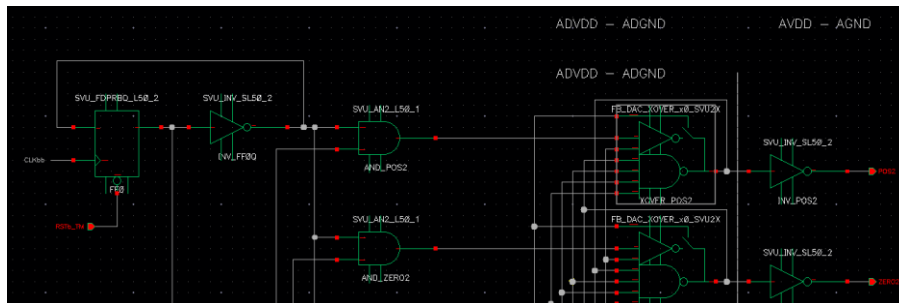 ADVDD - ADGND
AVDD - AGND
ADVDD - ADGND
SVU_FDPRBQ_L50_2
SVU_INV_SL50_2
SVU_AN2_L50_1
FB_DAC_XOVER_x0_SVU2X
SVU_INV_SL50_2
CLKbb
INV_FF0Q
AND_POS2
POS2
FF0
XOVER_POS2
INV_POS2
SVU_AN2_L50_1
FB_DAC_XOVER_x0_SVU2X
SVU_INV_SL50_2
AND_ZERO2
ZERO2